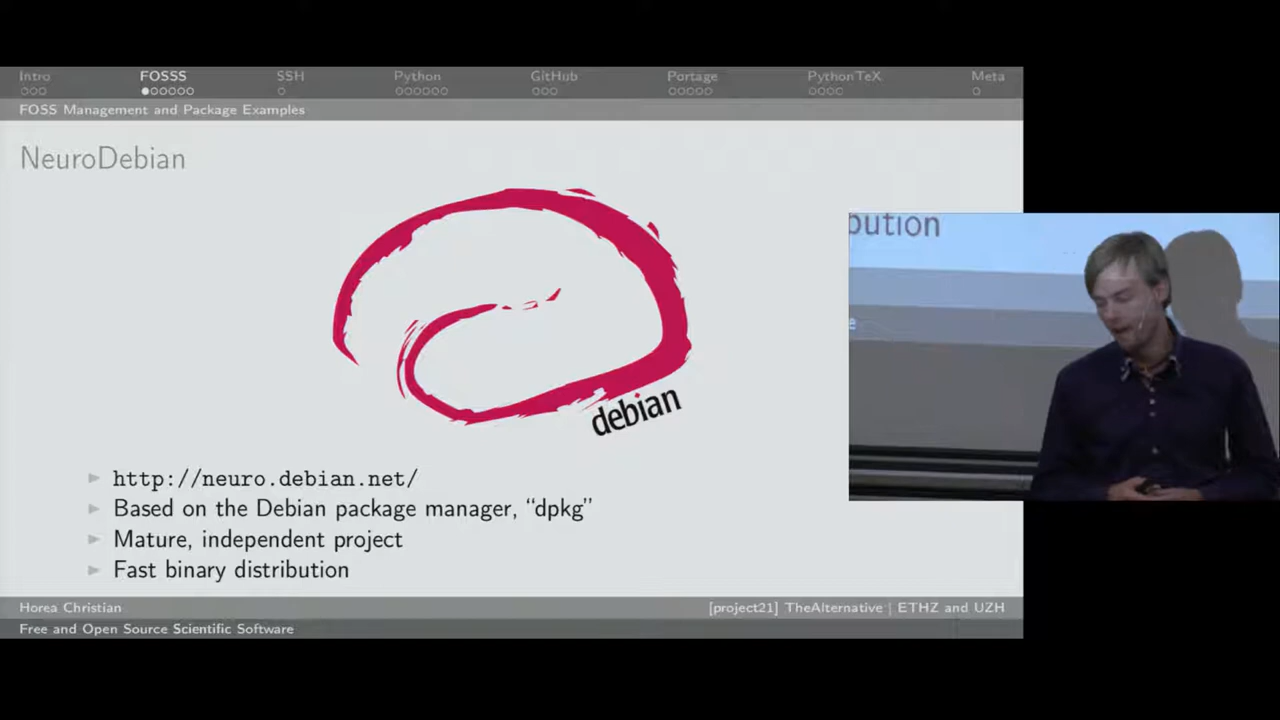 Intro FOSSS SSH Python GitHub Portage PythonTeX Meta
FOSS Management and Package Examples
NeuroDebian
debian
http://neuro.debian.net/
Based on the Debian package manager, “dpkg”
Mature, independent project
Fast binary distribution
Horea Christian [project21] TheAlternative | ETHZ and UZH
Free and Open Source Scientific Software
bution
e